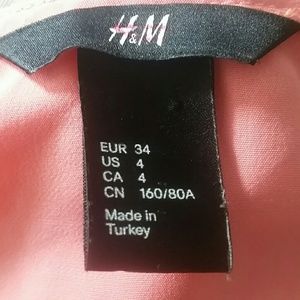 H&M
EUR 34
US 4
CA 4
CN 160/80A
Made in
Turkey